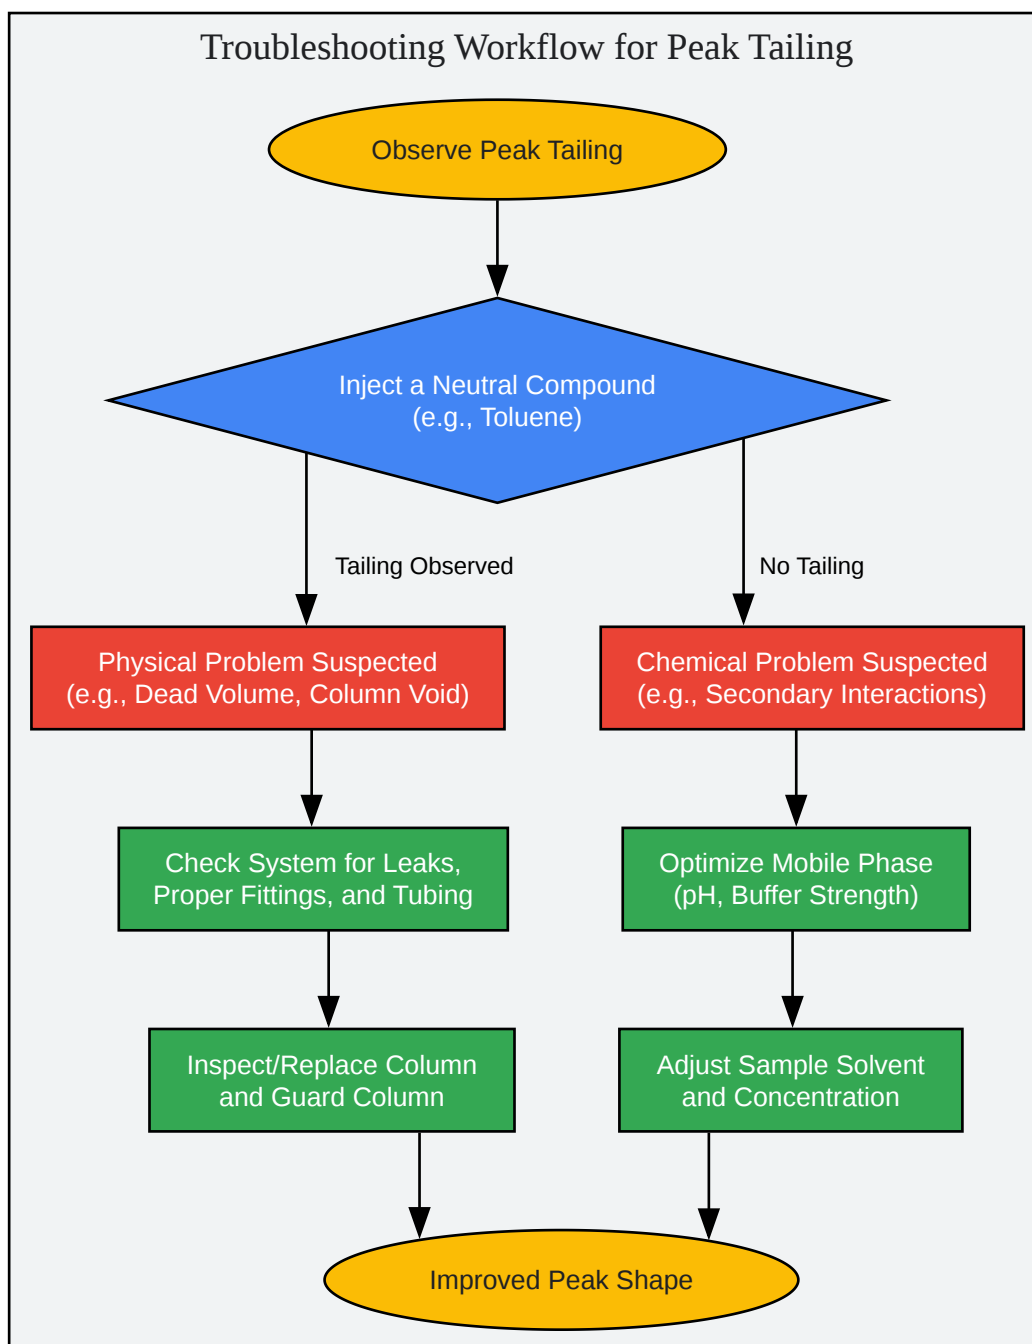 Troubleshooting Workflow for Peak Tailing
Observe Peak Tailing
Inject a Neutral Compound
(e.g., Toluene)
Tailing Observed
No Tailing
Physical Problem Suspected
(e.g., Dead Volume, Column Void)
Chemical Problem Suspected
(e.g., Secondary Interactions)
Check System for Leaks,
Proper Fittings, and Tubing
Optimize Mobile Phase
(pH, Buffer Strength)
Inspect/Replace Column
and Guard Column
Adjust Sample Solvent
and Concentration
Improved Peak Shape